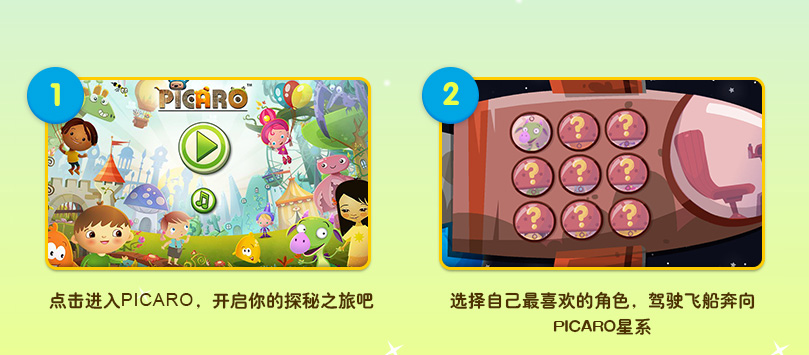 1
PICARO
TM
点击进入PICARO，开启你的探秘之旅吧
2
? ?
? ? ?
? ? ?
选择自己最喜欢的角色，驾驶飞船奔向
PICARO星系